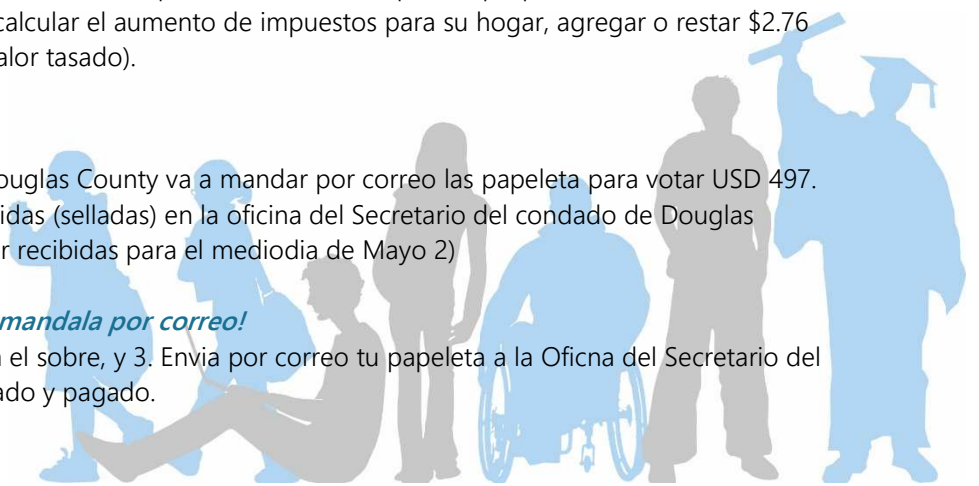 calcular el aumento de impuestos para su hogar, agregar o restar $2.76
valor tasado).
Douglas County va a mandar por correo las papeleta para votar USD 497.
idas (selladas) en la oficina del Secretario del condado de Douglas
r recibidas para el mediodia de Mayo 2)
mandala por correo!
el sobre, y 3. Envia por correo tu papeleta a la Oficna del Secretario del
ado y pagado.